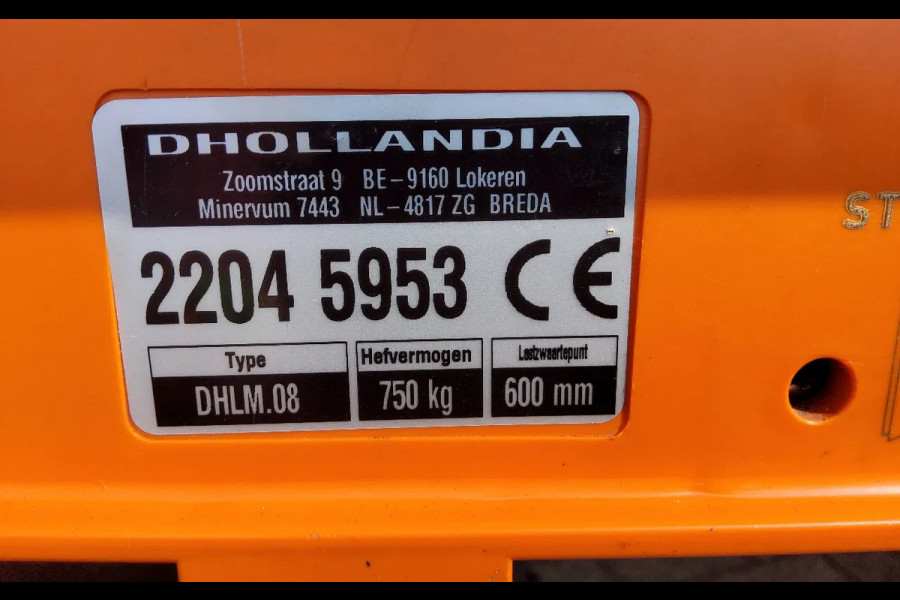 DHOLLANDIA
Zoomstraat 9 BE-9160 Lokeren
Minervum 7443 NL-4817 ZG BREDA
2204 5953 CE
Type Hefvermogen Lastzwaartepunt
DHLM.08 750 kg 600 mm
ST